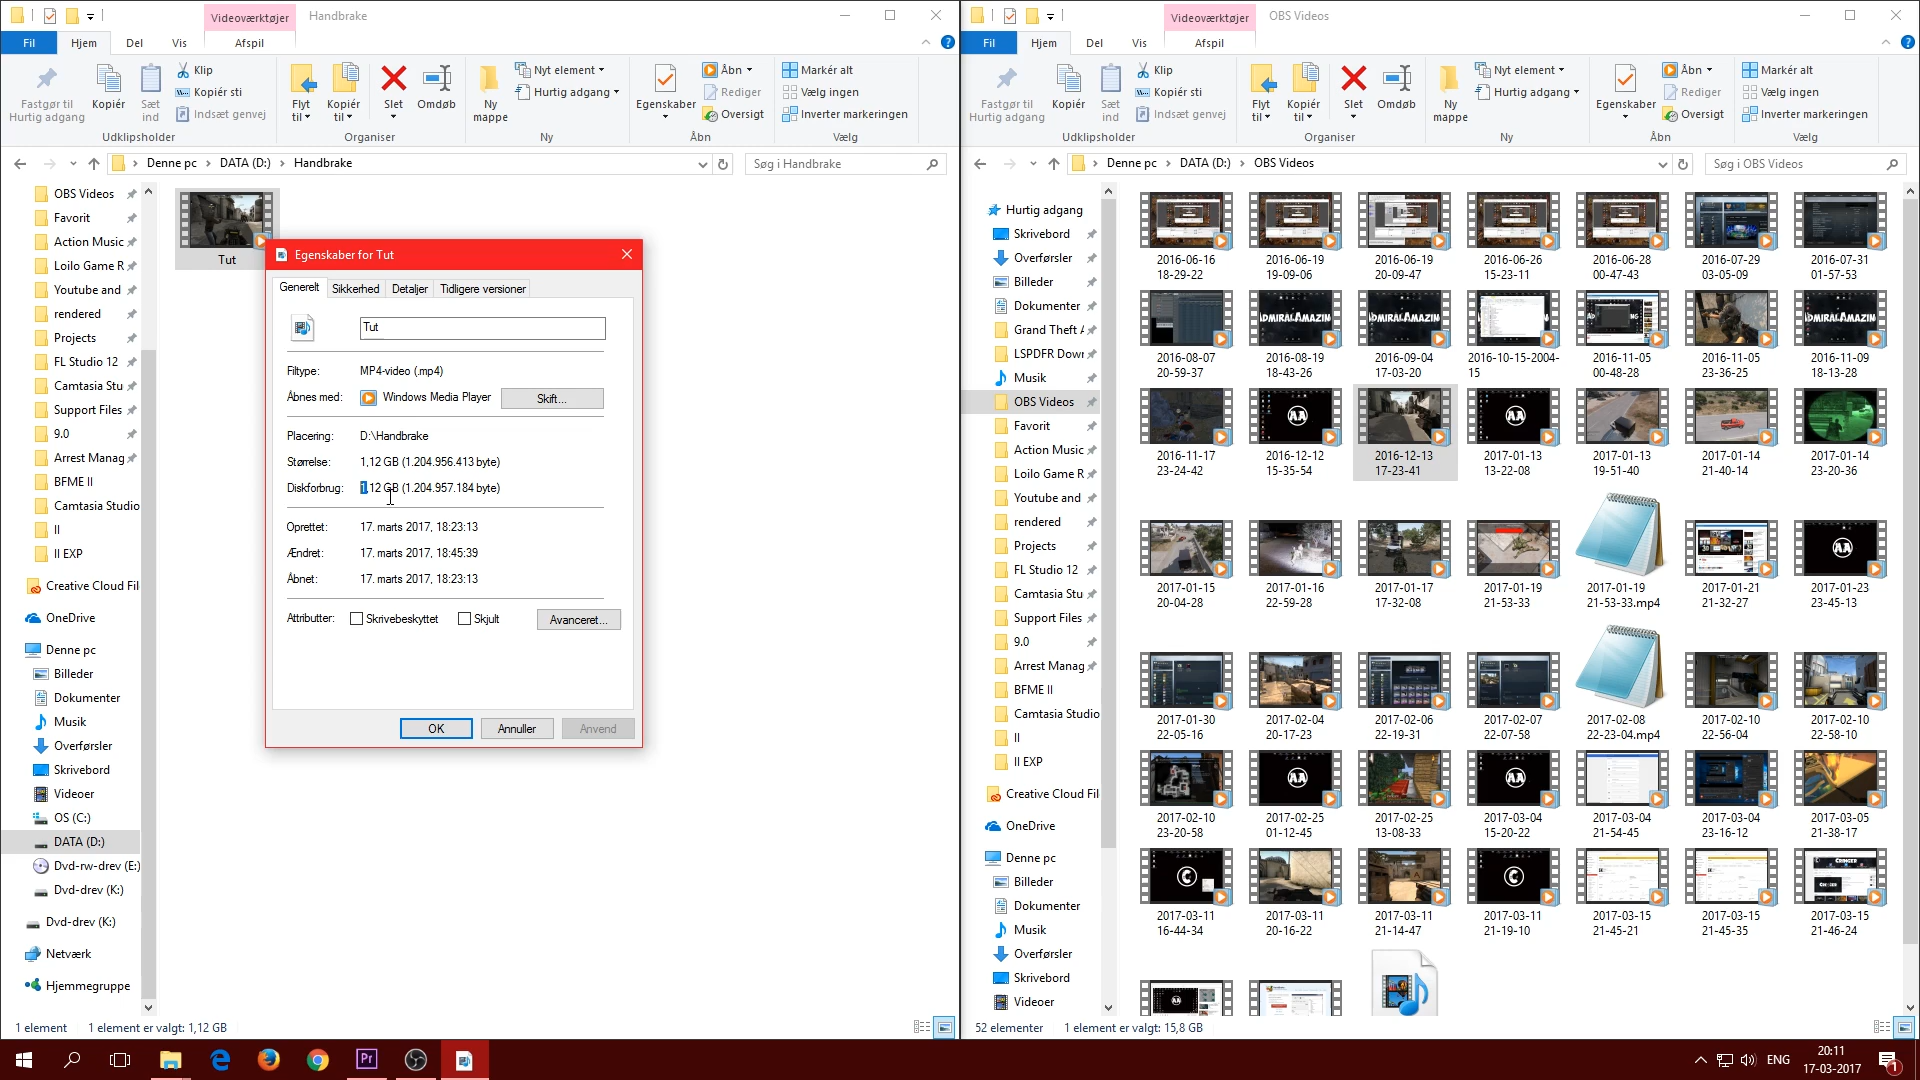 Videoværktøjer
Handbrake
Fil
Hjem
Del
Vis
Afspil
Fastgør til
Hurtig adgang
Kopiér
Sæt
ind
Klip
Kopiér sti
Indsæt genvej
Udklipsholder
Flyt
til
Kopiér
til
Slet
Omdøb
Organiser
Ny
mappe
Nyt element
Hurtig adgang
Ny
Egenskaber
Åbn
Rediger
Oversigt
Åbn
Markér alt
Vælg ingen
Inverter markeringen
Vælg
Denne pc
DATA (D:)
Handbrake
Søg i Handbrake
OBS Videos
Favorit
Action Music
Loilo Game R
Youtube and
rendered
Projects
FL Studio 12
Camtasia Stu
Support Files
9.0
Arrest Manag
BFME II
Camtasia Studio
II
II EXP
Creative Cloud Fil
OneDrive
Denne pc
Billeder
Dokumenter
Musik
Overførsler
Skrivebord
Videoer
OS (C:)
DATA (D:)
Dvd-rw-drev (E:)
Dvd-drev (K:)
Dvd-drev (K:)
Netværk
Hjemmegruppe
Tut
Egenskaber for Tut
Generelt
Sikkerhed
Detaljer
Tidligere versioner
Tut
Filtype: MP4-video (.mp4)
Åbnes med: Windows Media Player
Skift...
Placering: D:\Handbrake
Størrelse: 1,12 GB (1.204.956.413 byte)
Diskforbrug: 1,12 GB (1.204.957.184 byte)
Oprettet: 17. marts 2017, 18:23:13
Ændret: 17. marts 2017, 18:45:39
Åbnet: 17. marts 2017, 18:23:13
Attributter: Skrivebeskyttet Skjult
Avanceret...
OK
Annuller
Anvend
1 element
1 element er valgt: 1,12 GB
Videoværktøjer
OBS Videos
Fil
Hjem
Del
Vis
Afspil
Fastgør til
Hurtig adgang
Kopiér
Sæt
ind
Klip
Kopiér sti
Indsæt genvej
Udklipsholder
Flyt
til
Kopiér
til
Slet
Omdøb
Organiser
Ny
mappe
Nyt element
Hurtig adgang
Ny
Egenskaber
Åbn
Rediger
Oversigt
Åbn
Markér alt
Vælg ingen
Inverter markeringen
Vælg
Denne pc
DATA (D:)
OBS Videos
Søg i OBS Videos
Hurtig adgang
Skrivebord
Overførsler
Billeder
Dokumenter
Grand Theft A
LSPDFR Dowr
Musik
OBS Videos
Favorit
Action Music
Loilo Game R
Youtube and
rendered
Projects
FL Studio 12
Camtasia Stu
Support Files
9.0
Arrest Manag
BFME II
Camtasia Studio
II
II EXP
Creative Cloud Fil
OneDrive
Denne pc
Billeder
Dokumenter
Musik
Overførsler
Skrivebord
Videoer
2016-06-16 18-29-22
2016-06-19 19-09-06
2016-06-19 20-09-47
2016-06-26 15-23-11
2016-06-28 00-47-43
2016-07-29 03-05-09
2016-07-31 01-57-53
DMIRALAMAZIN
DMIRALAMAZIN
DMIRALAMAZIN
2016-08-07 20-59-37
2016-08-19 18-43-26
2016-09-04 17-03-20
2016-10-15-2004-15
2016-11-05 00-48-28
2016-11-05 23-36-25
2016-11-09 18-13-28
2016-11-17 23-24-42
2016-12-12 15-35-54
2016-12-13 17-23-41
2017-01-13 13-22-08
2017-01-13 19-51-40
2017-01-14 21-40-14
2017-01-14 23-20-36
2017-01-15 20-04-28
2017-01-16 22-59-28
2017-01-17 17-32-08
2017-01-19 21-53-33
2017-01-19 21-53-33.mp4
2017-01-21 21-32-27
2017-01-23 23-45-13
2017-01-30 22-05-16
2017-02-04 20-17-23
2017-02-06 22-19-31
2017-02-07 22-07-58
2017-02-08 22-23-04.mp4
2017-02-10 22-56-04
2017-02-10 22-58-10
2017-02-10 23-20-58
2017-02-25 01-12-45
2017-02-25 13-08-33
2017-03-04 15-20-22
2017-03-04 21-54-45
2017-03-04 23-16-12
2017-03-05 21-38-17
2017-03-11 16-44-34
2017-03-11 20-16-22
2017-03-11 21-14-47
2017-03-11 21-19-10
2017-03-15 21-45-21
2017-03-15 21-45-35
2017-03-15 21-46-24
52 elementer
1 element er valgt: 15,8 GB
Pr
ENG
20:11
17-03-2017
1